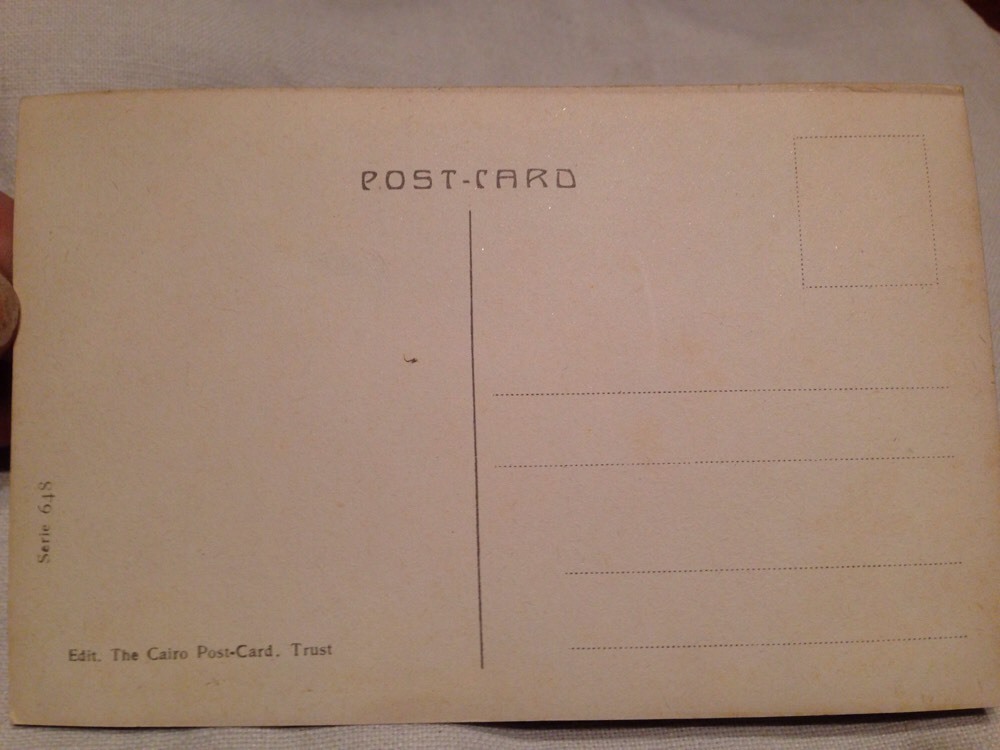 POST-CARD
Serie 648
Edit. The Cairo Post-Card. Trust